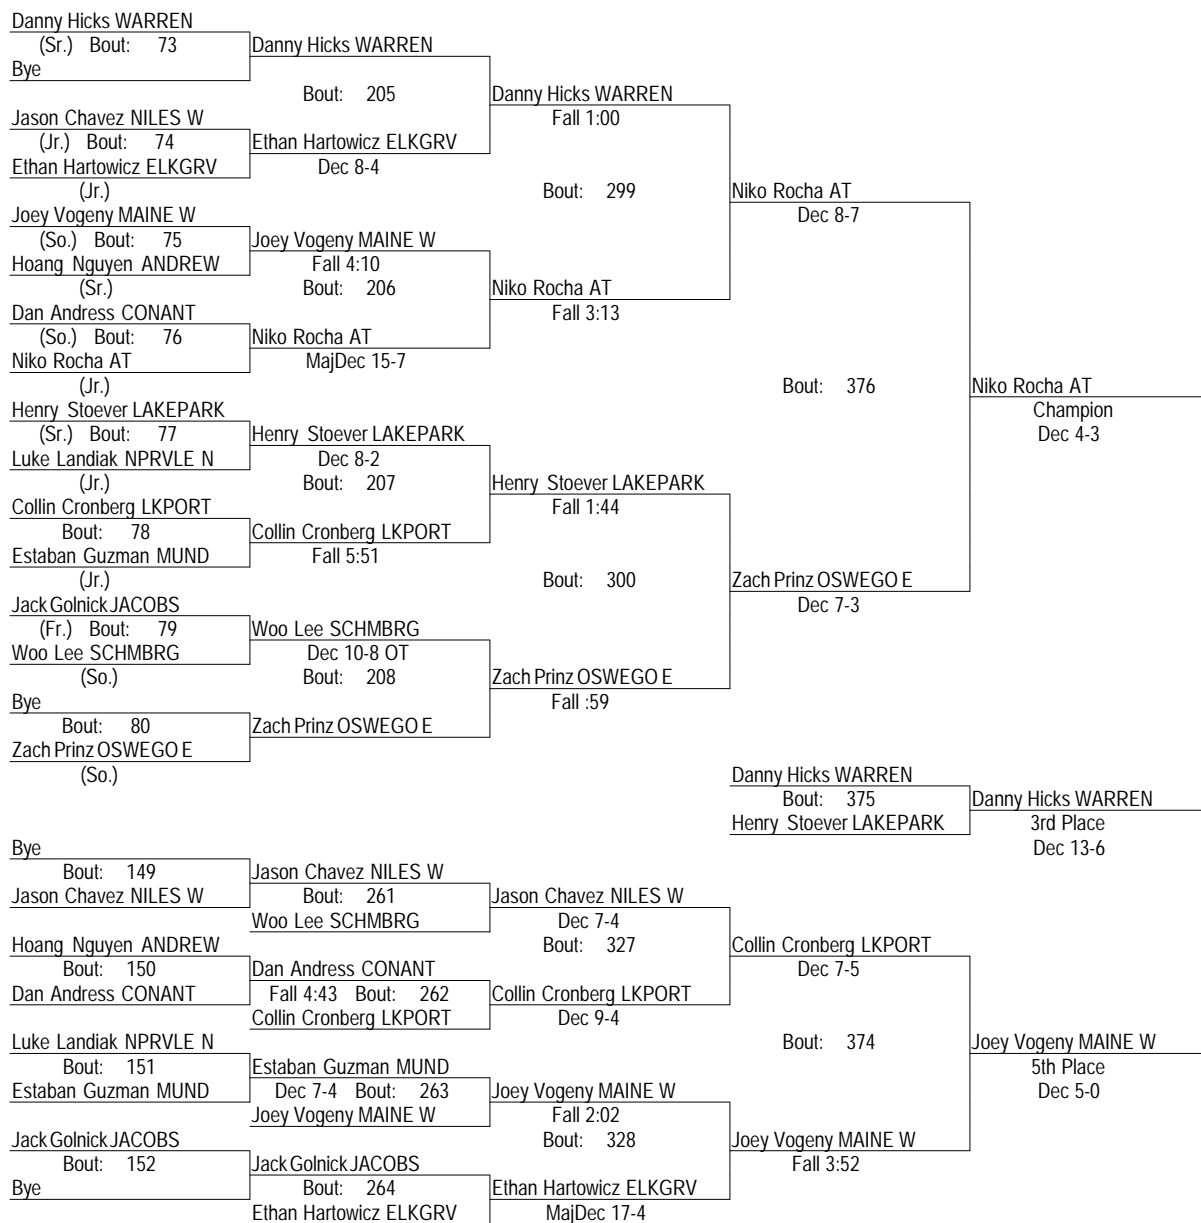 Danny Hicks WARREN
(Sr.) Bout: 73 Danny Hicks WARREN
Bye
Bout: 205 Danny Hicks WARREN
Jason Chavez NILES W Fall 1:00
(Jr.) Bout: 74 Ethan Hartowicz ELKGRV
Ethan Hartowicz ELKGRV Dec 8-4
(Jr.) Bout: 299 Niko Rocha AT
Joey Vogeny MAINE W Dec 8-7
(So.) Bout: 75 Joey Vogeny MAINE W
Hoang Nguyen ANDREW Fall 4:10
(Sr.) Bout: 206 Niko Rocha AT
Dan Andress CONANT Fall 3:13
(So.) Bout: 76 Niko Rocha AT
Niko Rocha AT MajDec 15-7
(Jr.) Bout: 376 Niko Rocha AT
Henry Stoever LAKEPARK Champion
(Sr.) Bout: 77 Henry Stoever LAKEPARK Dec 4-3
Luke Landiak NPRVLE N Dec 8-2
(Jr.) Bout: 207 Henry Stoever LAKEPARK
Collin Cronberg LKPORT Fall 1:44
Bout: 78 Collin Cronberg LKPORT
Estaban Guzman MUND Fall 5:51
(Jr.) Bout: 300 Zach Prinz OSWEGO E
Jack Golnick JACOBS Dec 7-3
(Fr.) Bout: 79 Woo Lee SCHMBRG
Woo Lee SCHMBRG Dec 10-8 OT
(So.) Bout: 208 Zach Prinz OSWEGO E
Bye Fall :59
Bout: 80 Zach Prinz OSWEGO E
Zach Prinz OSWEGO E
(So.) Danny Hicks WARREN
Bout: 375 Danny Hicks WARREN
Henry Stoever LAKEPARK 3rd Place
Bye Dec 13-6
Bout: 149 Jason Chavez NILES W
Jason Chavez NILES W Bout: 261 Jason Chavez NILES W
Woo Lee SCHMBRG Dec 7-4
Hoang Nguyen ANDREW Bout: 327 Collin Cronberg LKPORT
Bout: 150 Dan Andress CONANT Dec 7-5
Dan Andress CONANT Fall 4:43 Bout: 262 Collin Cronberg LKPORT
Collin Cronberg LKPORT Dec 9-4
Luke Landiak NPRVLE N Bout: 374 Joey Vogeny MAINE W
Bout: 151 Estaban Guzman MUND 5th Place
Estaban Guzman MUND Dec 7-4 Bout: 263 Joey Vogeny MAINE W Dec 5-0
Joey Vogeny MAINE W Fall 2:02
Jack Golnick JACOBS Bout: 328 Joey Vogeny MAINE W
Bout: 152 Jack Golnick JACOBS Fall 3:52
Bye Bout: 264 Ethan Hartowicz ELKGRV
Ethan Hartowicz ELKGRV MajDec 17-4